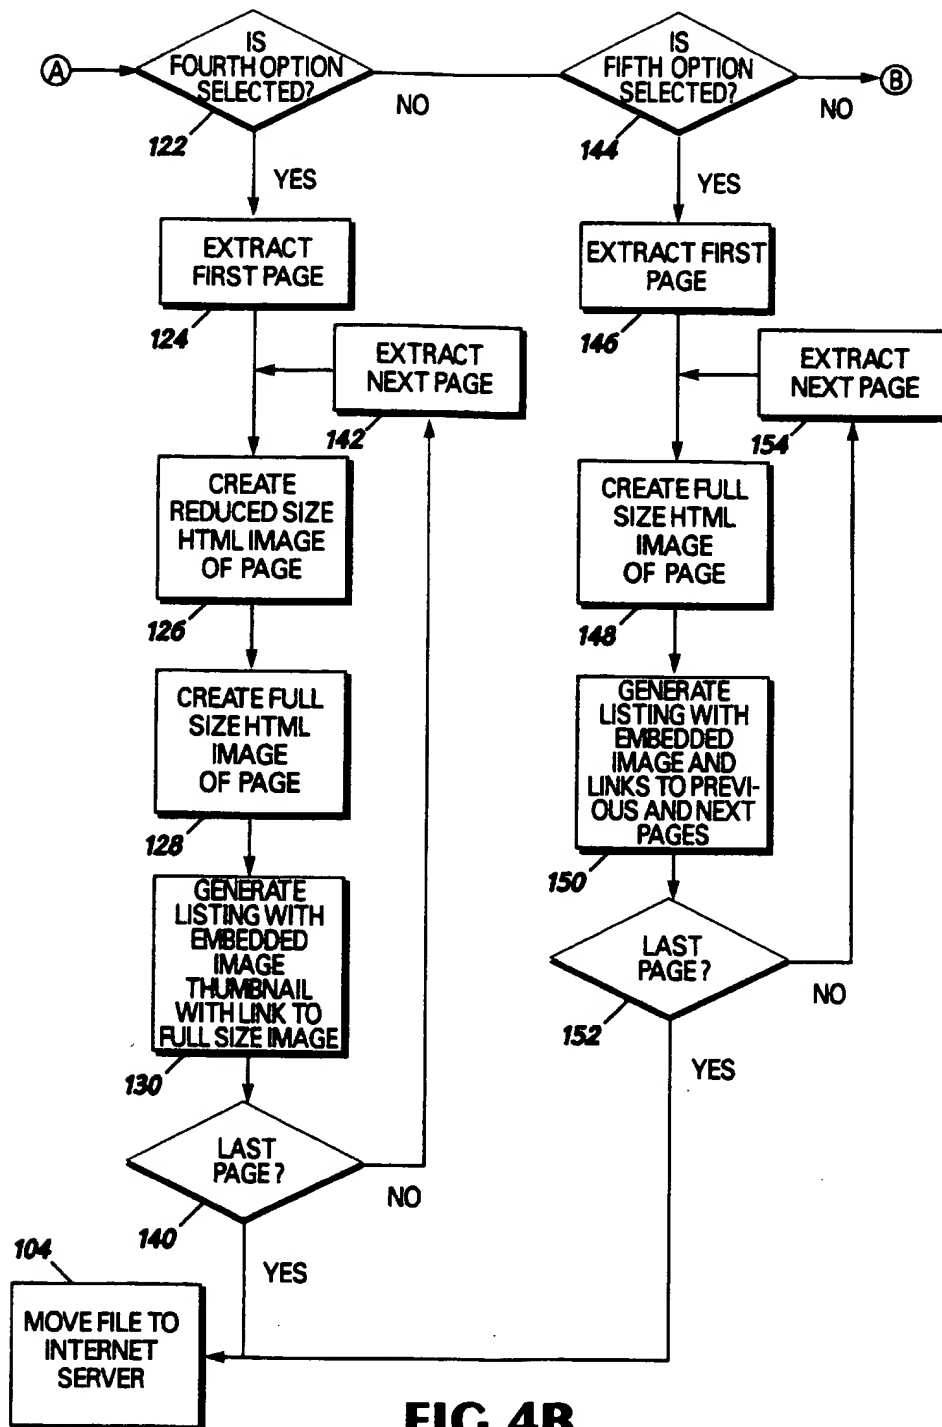 A
IS
FOURTH OPTION
SELECTED?
122
NO
YES
EXTRACT
FIRST PAGE
124
EXTRACT
NEXT PAGE
142
CREATE
REDUCED SIZE
HTML IMAGE
OF PAGE
126
CREATE FULL
SIZE HTML
IMAGE
OF PAGE
128
GENERATE
LISTING WITH
EMBEDDED
IMAGE
THUMBNAIL
WITH LINK TO
FULL SIZE IMAGE
130
LAST
PAGE?
140
NO
YES
104
MOVE FILE TO
INTERNET
SERVER
IS
FIFTH OPTION
SELECTED?
144
NO
B
YES
EXTRACT FIRST
PAGE
146
EXTRACT
NEXT PAGE
154
CREATE FULL
SIZE HTML
IMAGE
OF PAGE
148
GENERATE
LISTING WITH
EMBEDDED
IMAGE AND
LINKS TO PREVI-
OUS AND NEXT
PAGES
150
LAST
PAGE?
152
NO
YES
FIG. 4B